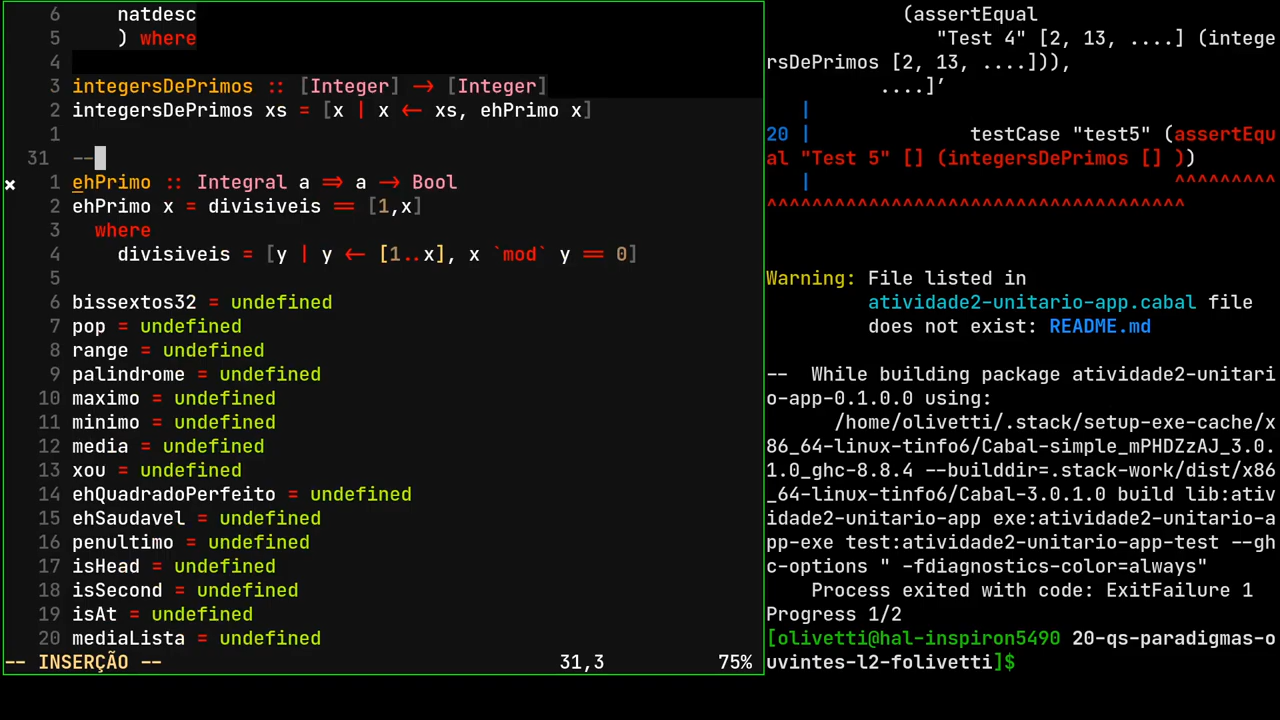 6     natdesc
5     ) where
4
3 integersDePrimos :: [Integer] → [Integer]
2 integersDePrimos xs = [x | x ← xs, ehPrimo x]
1
31 --
1 ehPrimo :: Integral a ⇒ a → Bool
2 ehPrimo x = divisiveis == [1,x]
3   where
4     divisiveis = [y | y ← [1..x], x `mod` y == 0]
5
6 bissextos32 = undefined
7 pop = undefined
8 range = undefined
9 palindrome = undefined
10 maximo = undefined
11 minimo = undefined
12 media = undefined
13 xou = undefined
14 ehQuadradoPerfeito = undefined
15 ehSaudavel = undefined
16 penultimo = undefined
17 isHead = undefined
18 isSecond = undefined
19 isAt = undefined
20 mediaLista = undefined
-- INSERÇÃO --                    31,3          75%
(assertEqual
"Test 4" [2, 13, ....] (intege
rsDePrimos [2, 13, ....])),
....]’
|
20 |              testCase "test5" (assertEqu
al "Test 5" [] (integersDePrimos [] ))
|                                ^^^^^^^^^
^^^^^^^^^^^^^^^^^^^^^^^^^^^^^^^^^^^^^
Warning: File listed in
atividade2-unitario-app.cabal file
does not exist: README.md
--  While building package atividade2-unitari
o-app-0.1.0.0 using:
/home/olivetti/.stack/setup-exe-cache/x
86_64-linux-tinfo6/Cabal-simple_mPHDZzAJ_3.0.
1.0_ghc-8.8.4 --builddir=.stack-work/dist/x86
_64-linux-tinfo6/Cabal-3.0.1.0 build lib:ativ
idade2-unitario-app exe:atividade2-unitario-a
pp-exe test:atividade2-unitario-app-test --gh
c-options " -fdiagnostics-color=always"
Process exited with code: ExitFailure 1
Progress 1/2
[olivetti@hal-inspiron5490 20-qs-paradigmas-o
uvintes-l2-folivetti]$